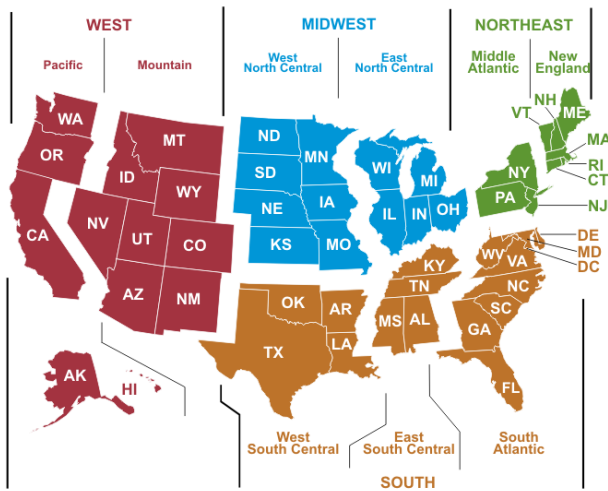 WEST
MIDWEST
NORTHEAST
Pacific
Mountain
West
North Central
East
North Central
Middle
Atlantic
New
England
WA
OR
CA
NV
ID
MT
WY
UT
CO
AZ
NM
AK
HI
ND
SD
NE
KS
MN
IA
MO
WI
IL
MI
IN
OH
NY
PA
VT
NH
ME
MA
RI
CT
NJ
OK
TX
AR
LA
KY
TN
MS
AL
WV
VA
NC
SC
GA
FL
DE
MD
DC
West
South Central
East
South Central
South
Atlantic
SOUTH